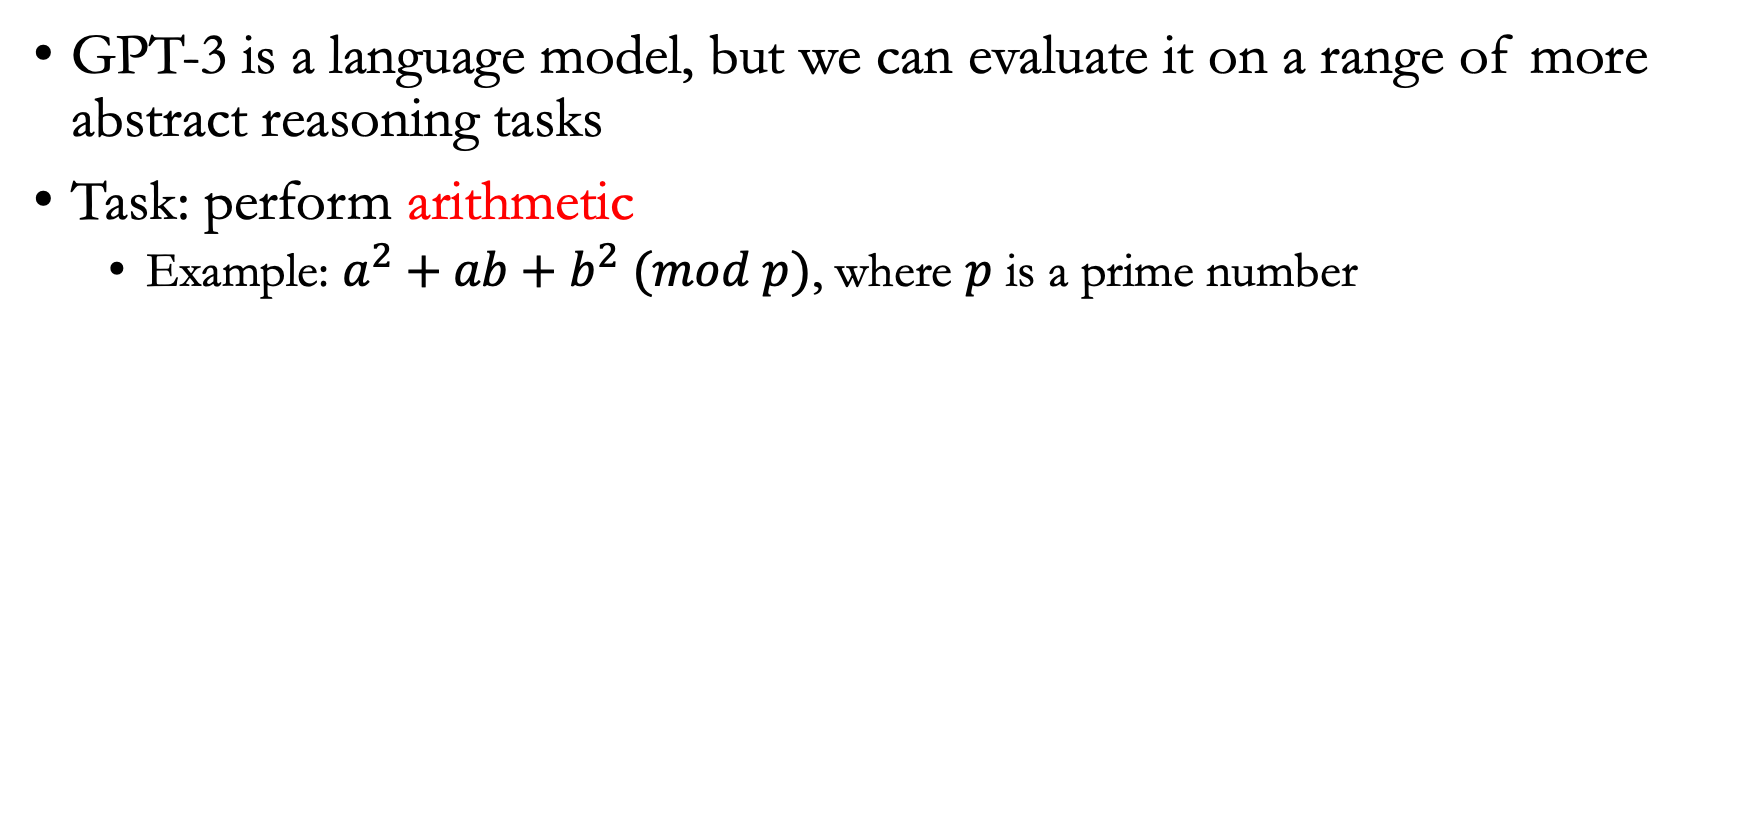 • GPT-3 is a language model, but we can evaluate it on a range of more
abstract reasoning tasks
• Task: perform arithmetic
• Example: a² + ab + b² (mod p), where p is a prime number